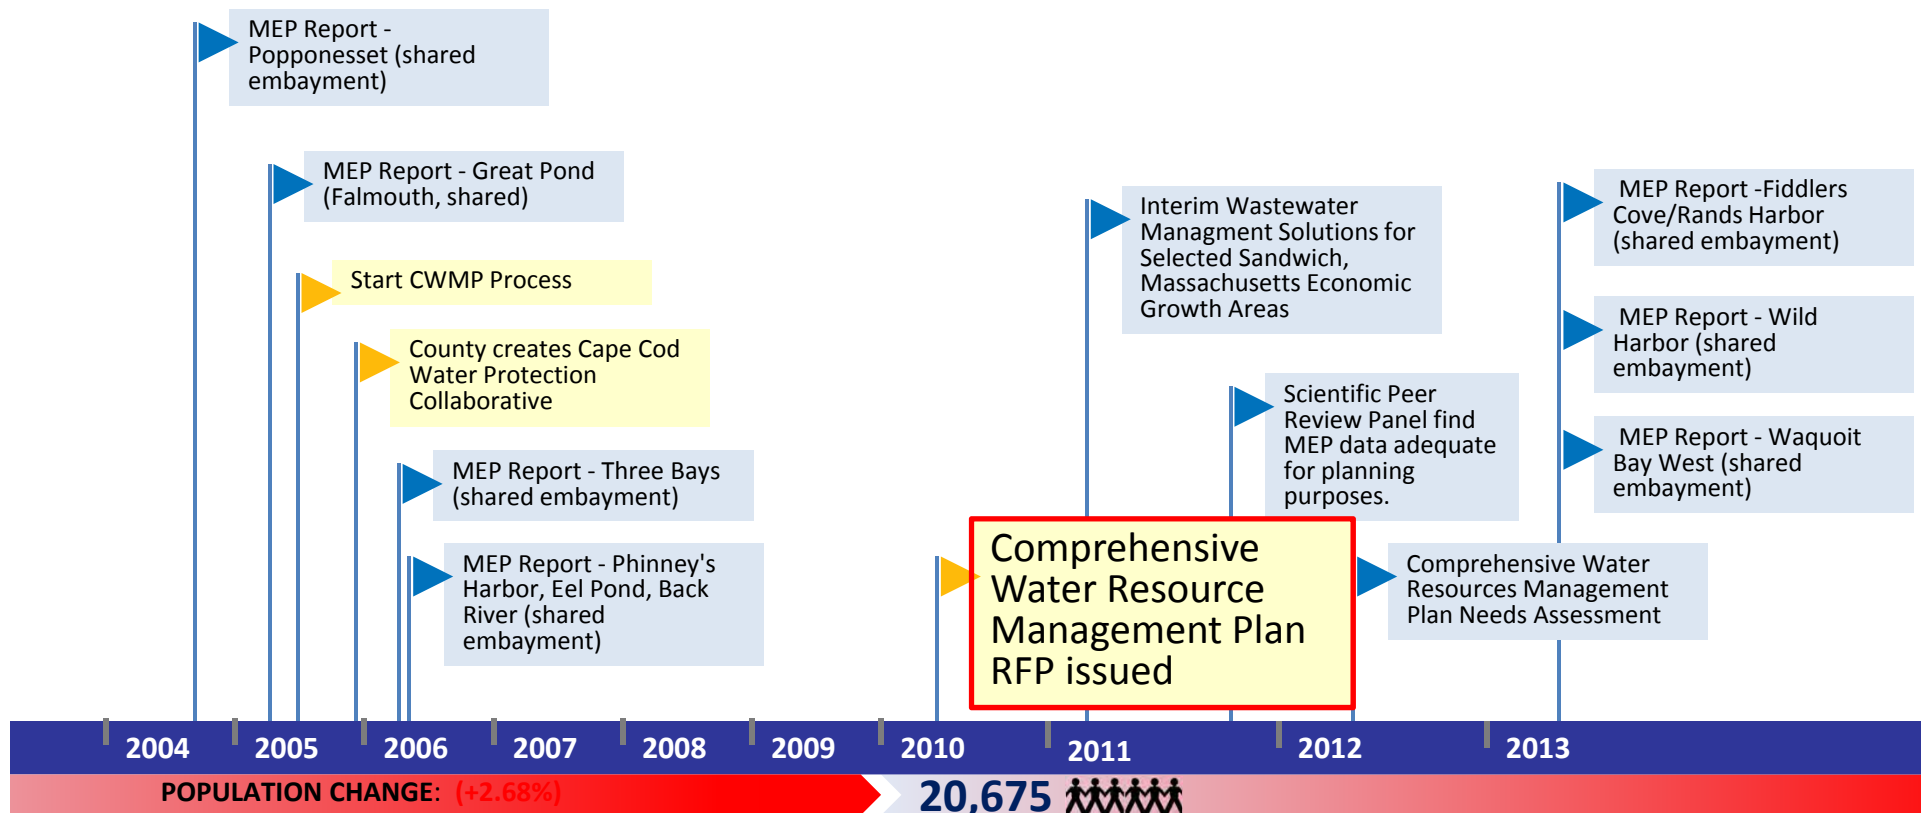 MEP Report -
Popponesset (shared
embayment)
MEP Report - Great Pond
(Falmouth, shared)
Start CWMP Process
County creates Cape Cod
Water Protection
Collaborative
MEP Report - Three Bays
(shared embayment)
MEP Report - Phinney's
Harbor, Eel Pond, Back
River (shared
embayment)
Comprehensive
Water Resource
Management Plan
RFP issued
Interim Wastewater
Managment Solutions for
Selected Sandwich,
Massachusetts Economic
Growth Areas
Scientific Peer
Review Panel find
MEP data adequate
for planning
purposes.
Comprehensive Water
Resources Management
Plan Needs Assessment
MEP Report -Fiddlers
Cove/Rands Harbor
(shared embayment)
MEP Report - Wild
Harbor (shared
embayment)
MEP Report - Waquoit
Bay West (shared
embayment)
2004 2005 2006 2007 2008 2009 2010 2011 2012 2013
POPULATION CHANGE: (+2.68%) 20,675